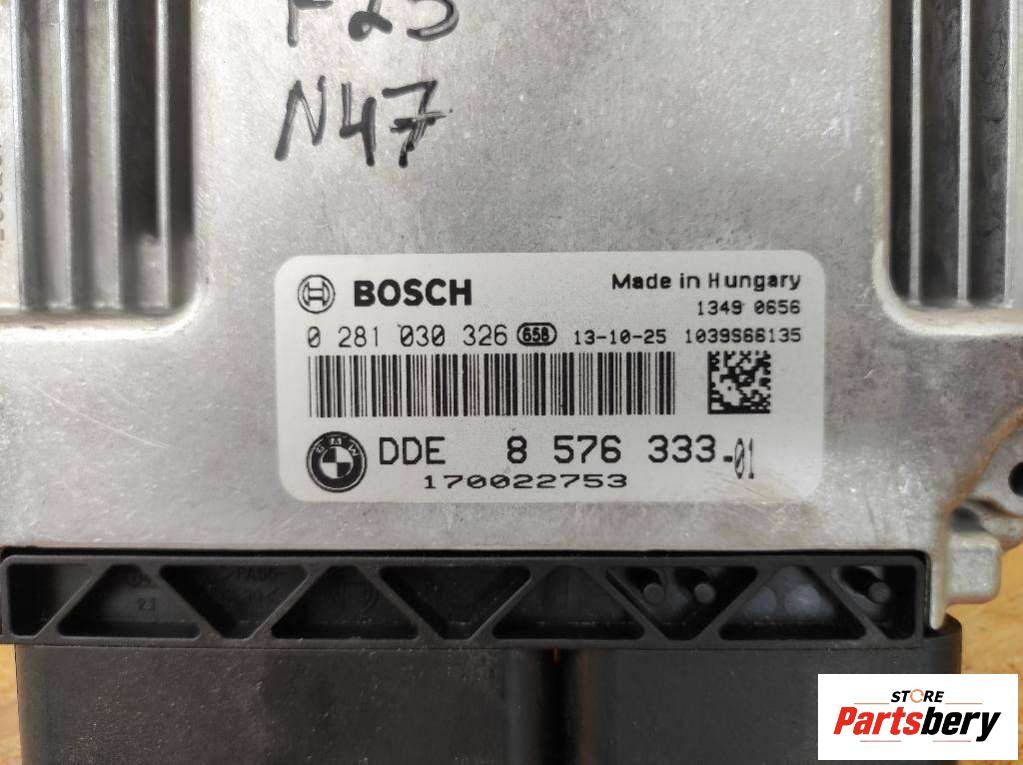 F25
N47
BOSCH
Made in Hungary
1349 0656
0 281 030 326 658 13-10-25 1039S66135
BMW
DDE 8 576 333-01
170022753
STORE
Partsbery